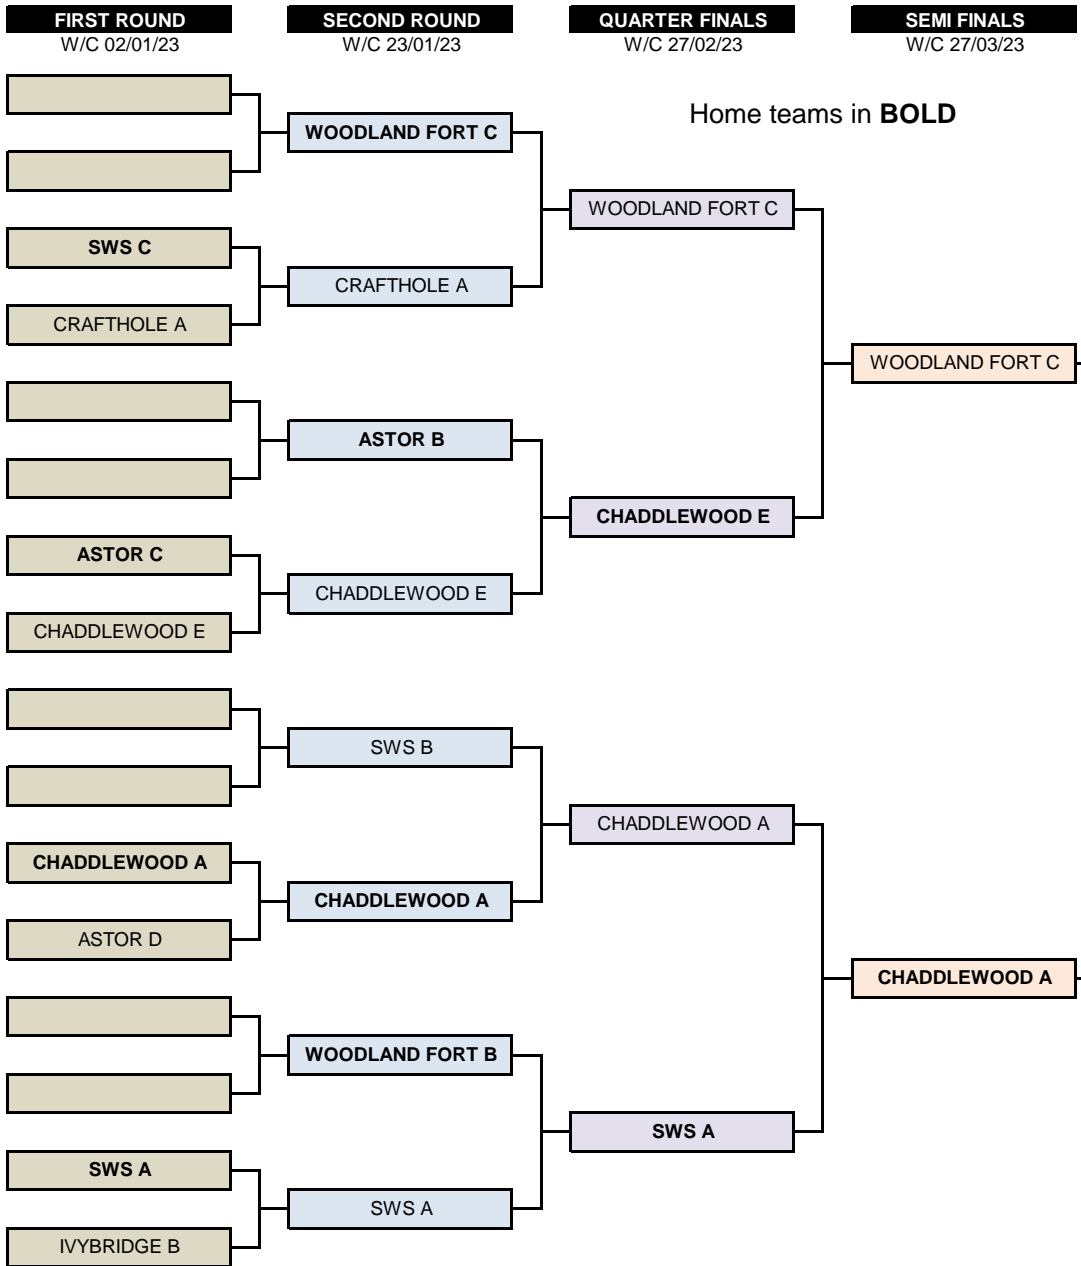 FIRST ROUND
W/C 02/01/23
SECOND ROUND
W/C 23/01/23
QUARTER FINALS
W/C 27/02/23
SEMI FINALS
W/C 27/03/23
Home teams in BOLD
SWS C
CRAFTHOLE A
ASTOR C
CHADDLEWOOD E
CHADDLEWOOD A
ASTOR D
SWS A
IVYBRIDGE B
WOODLAND FORT C
CRAFTHOLE A
ASTOR B
CHADDLEWOOD E
SWS B
CHADDLEWOOD A
WOODLAND FORT B
SWS A
WOODLAND FORT C
CHADDLEWOOD E
CHADDLEWOOD A
SWS A
WOODLAND FORT C
CHADDLEWOOD A